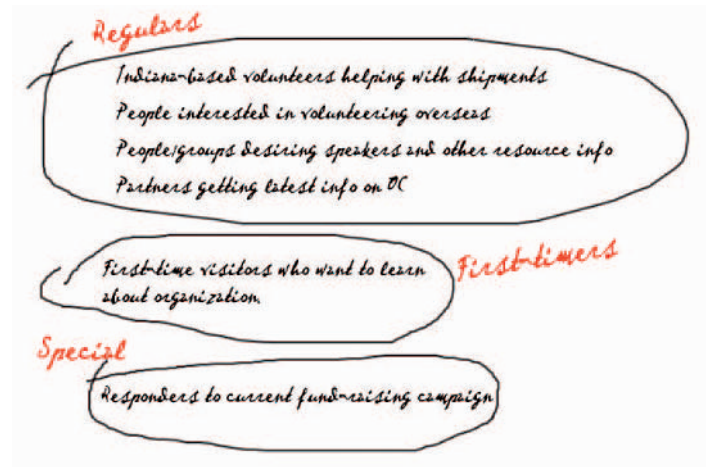 Regulars
Indiana-based volunteers helping with shipments
People interested in volunteering overseas
People/groups desiring speakers and other resource info
Partners getting latest info on OC
First-time visitors who want to learn
about organization.
First-timers
Special
Responders to current fund-raising campaign